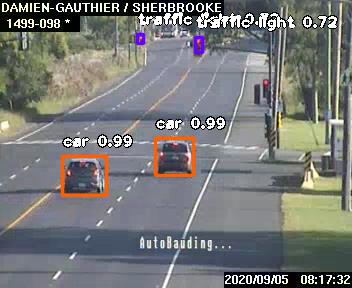 DAMIEN-GAUTHIER / SHERBROOKE
traffic light 0.72
1499-098 *
car 0.99
car 0.99
AutoBauding...
2020/09/05 08:17:32